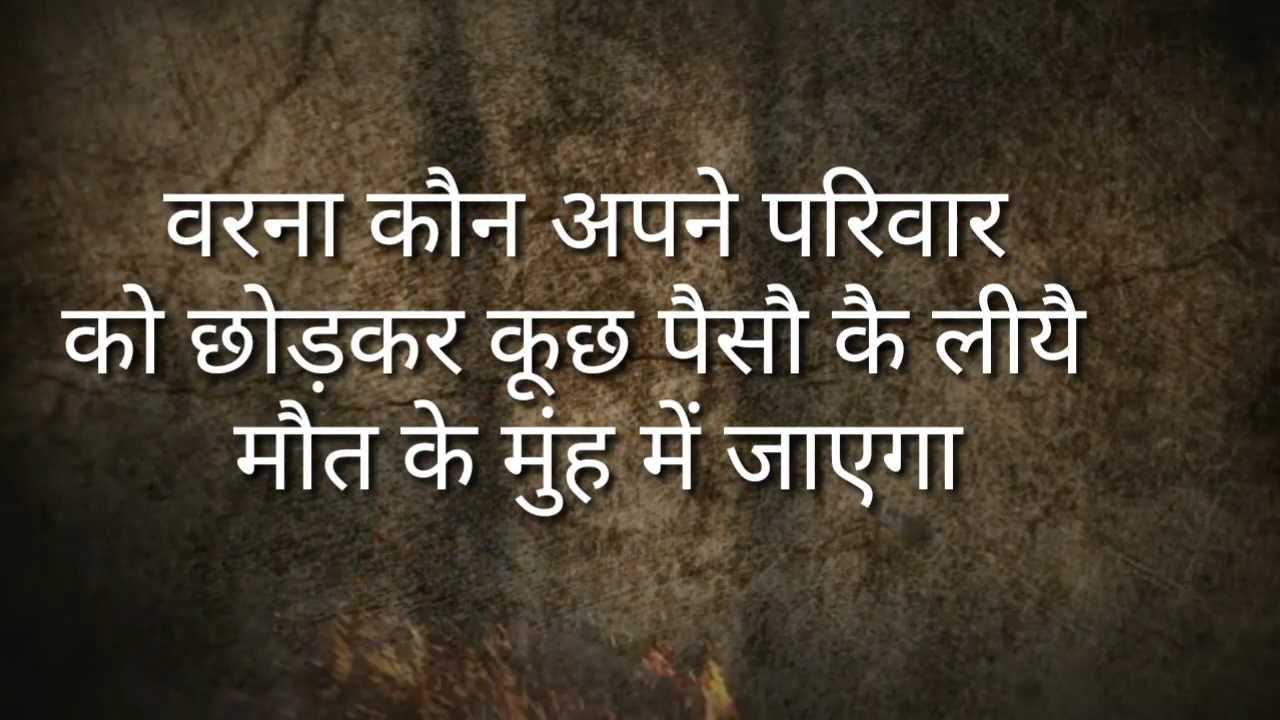 वरना कौन अपने परिवार
को छोड़कर कूछ पैसौ कै लीयै
मौत के मुंह में जाएगा